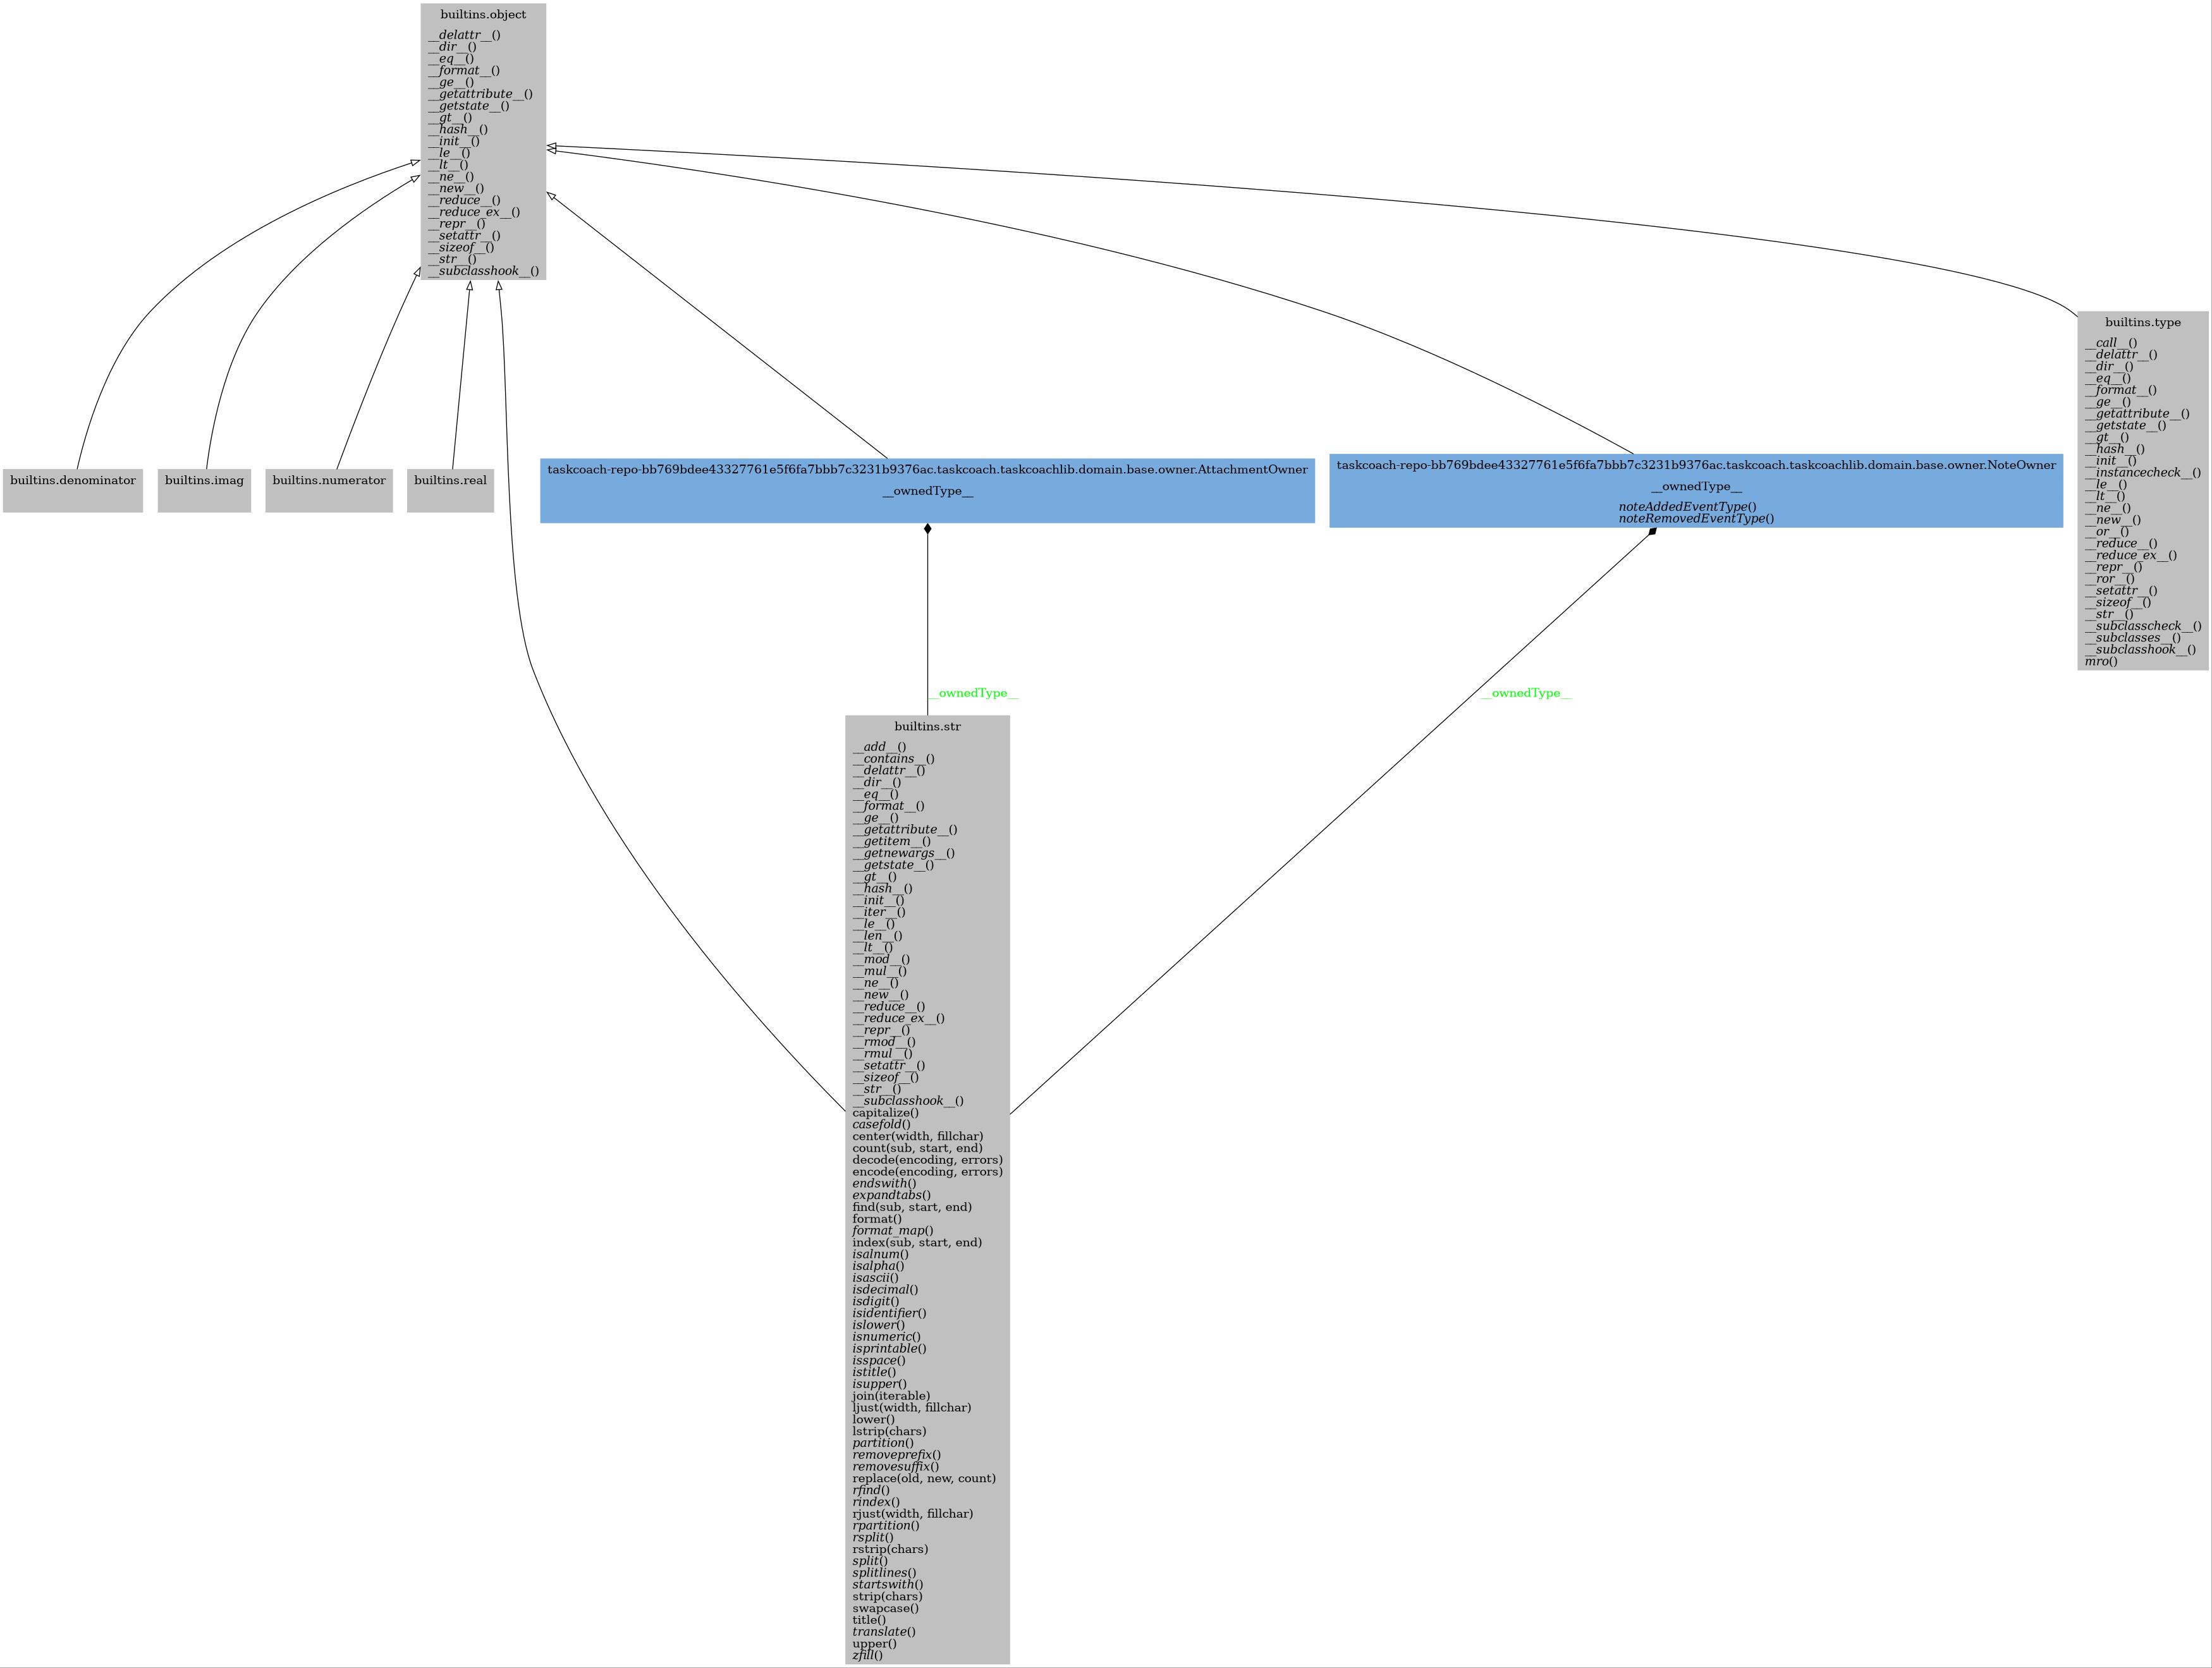 builtins.object
__delattr__()
__dir__()
__eq__()
__format__()
__ge__()
__getattribute__()
__getstate__()
__gt__()
__hash__()
__init__()
__le__()
__lt__()
__ne__()
__new__()
__reduce__()
__reduce_ex__()
__repr__()
__setattr__()
__sizeof__()
__str__()
__subclasshook__()
builtins.type
__call__()
__delattr__()
__dir__()
__eq__()
__format__()
__ge__()
__getattribute__()
__getstate__()
__gt__()
__hash__()
__init__()
__instancecheck__()
__le__()
__lt__()
__ne__()
__new__()
__or__()
__reduce__()
__reduce_ex__()
__repr__()
__ror__()
__setattr__()
__sizeof__()
__str__()
__subclasscheck__()
__subclasses__()
__subclasshook__()
mro()
builtins.denominator
builtins.imag
builtins.numerator
builtins.real
taskcoach-repo-bb769bdee43327761e5f6fa7bbb7c3231b9376ac.taskcoach.taskcoachlib.domain.base.owner.AttachmentOwner
__ownedType__
taskcoach-repo-bb769bdee43327761e5f6fa7bbb7c3231b9376ac.taskcoach.taskcoachlib.domain.base.owner.NoteOwner
__ownedType__
noteAddedEventType()
noteRemovedEventType()
__ownedType__
__ownedType__
builtins.str
__add__()
__contains__()
__delattr__()
__dir__()
__eq__()
__format__()
__ge__()
__getattribute__()
__getitem__()
__getnewargs__()
__getstate__()
__gt__()
__hash__()
__init__()
__iter__()
__le__()
__len__()
__lt__()
__mod__()
__mul__()
__ne__()
__new__()
__reduce__()
__reduce_ex__()
__repr__()
__rmod__()
__rmul__()
__setattr__()
__sizeof__()
__str__()
__subclasshook__()
capitalize()
casefold()
center(width, fillchar)
count(sub, start, end)
decode(encoding, errors)
encode(encoding, errors)
endswith()
expandtabs()
find(sub, start, end)
format()
format_map()
index(sub, start, end)
isalnum()
isalpha()
isascii()
isdecimal()
isdigit()
isidentifier()
islower()
isnumeric()
isprintable()
isspace()
istitle()
isupper()
join(iterable)
ljust(width, fillchar)
lower()
lstrip(chars)
partition()
removeprefix()
removesuffix()
replace(old, new, count)
rfind()
rindex()
rjust(width, fillchar)
rpartition()
rsplit()
rstrip(chars)
split()
splitlines()
startswith()
strip(chars)
swapcase()
title()
translate()
upper()
zfill()